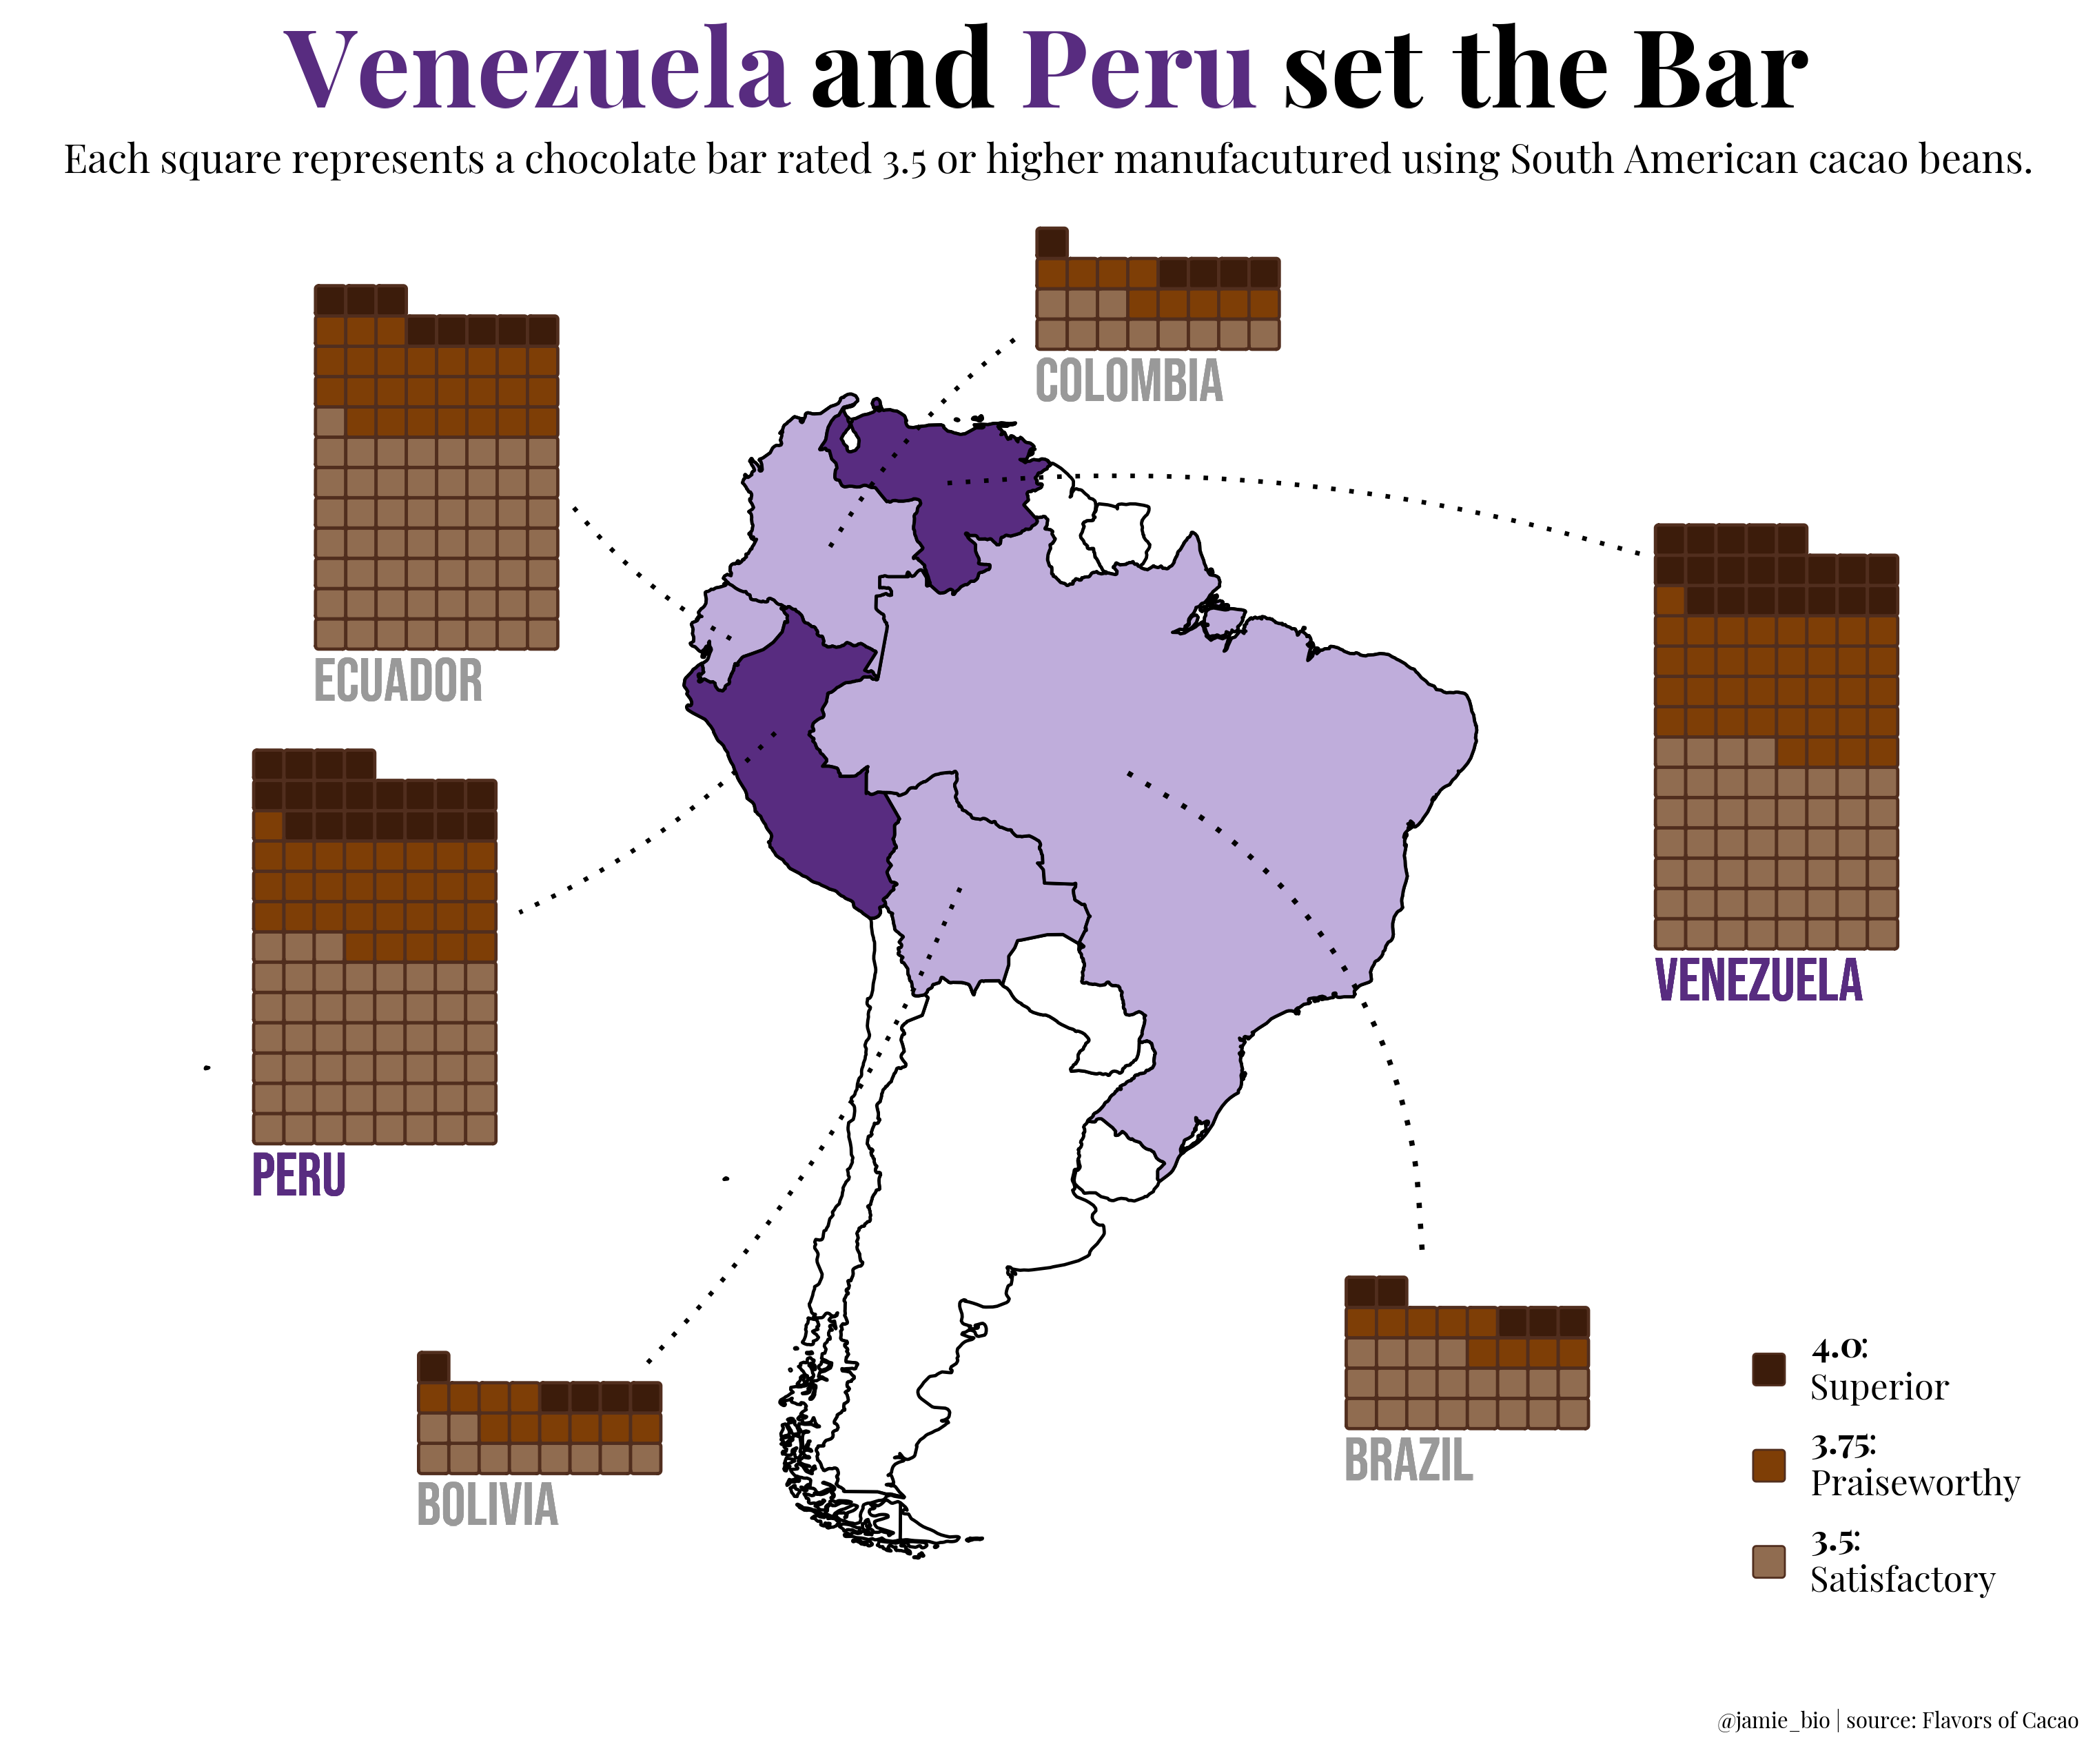 Venezuela and Peru set the Bar
Each square represents a chocolate bar rated 3.5 or higher manufacutured using South American cacao beans.
COLOMBIA
ECUADOR
VENEZUELA
PERU
BOLIVIA
BRAZIL
4.0:
Superior
3.75:
Praiseworthy
3.5:
Satisfactory
@jamie_bio | source: Flavors of Cacao